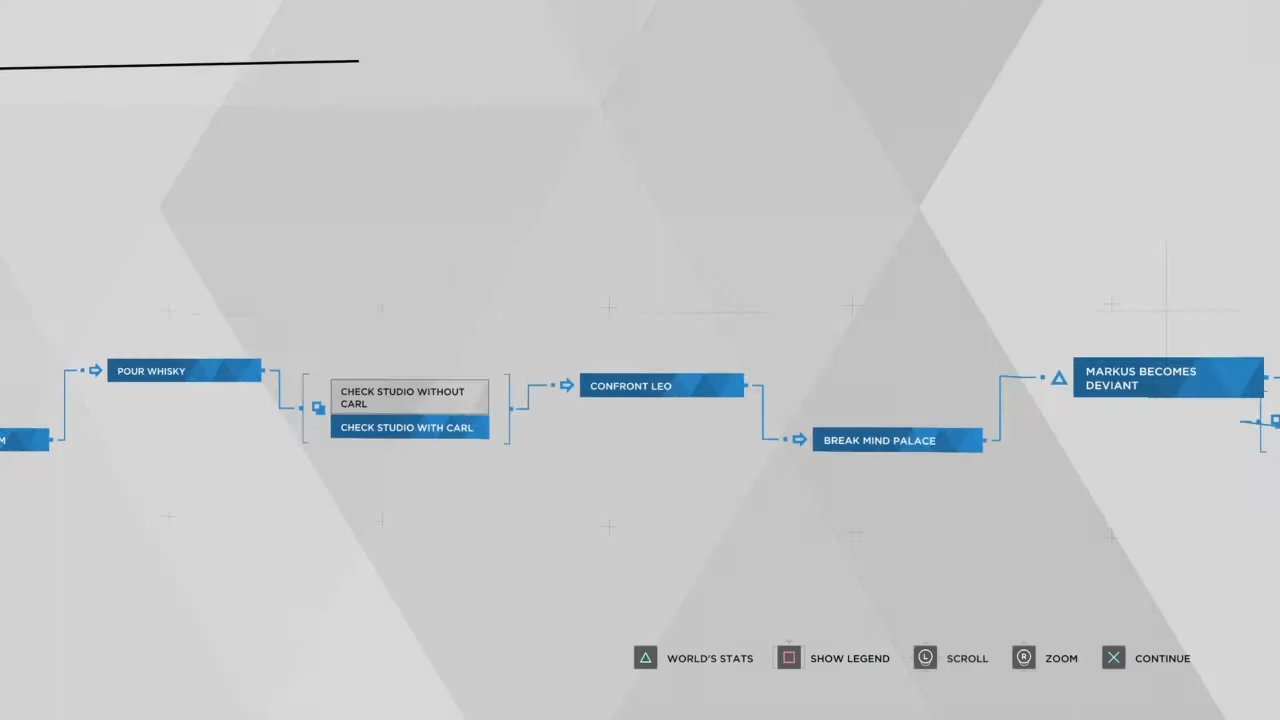 POUR WHISKY
M
CHECK STUDIO WITHOUT
CARL
CHECK STUDIO WITH CARL
CONFRONT LEO
BREAK MIND PALACE
MARKUS BECOMES
DEVIANT
WORLD'S STATS
SHOW LEGEND
L
SCROLL
R
ZOOM
CONTINUE